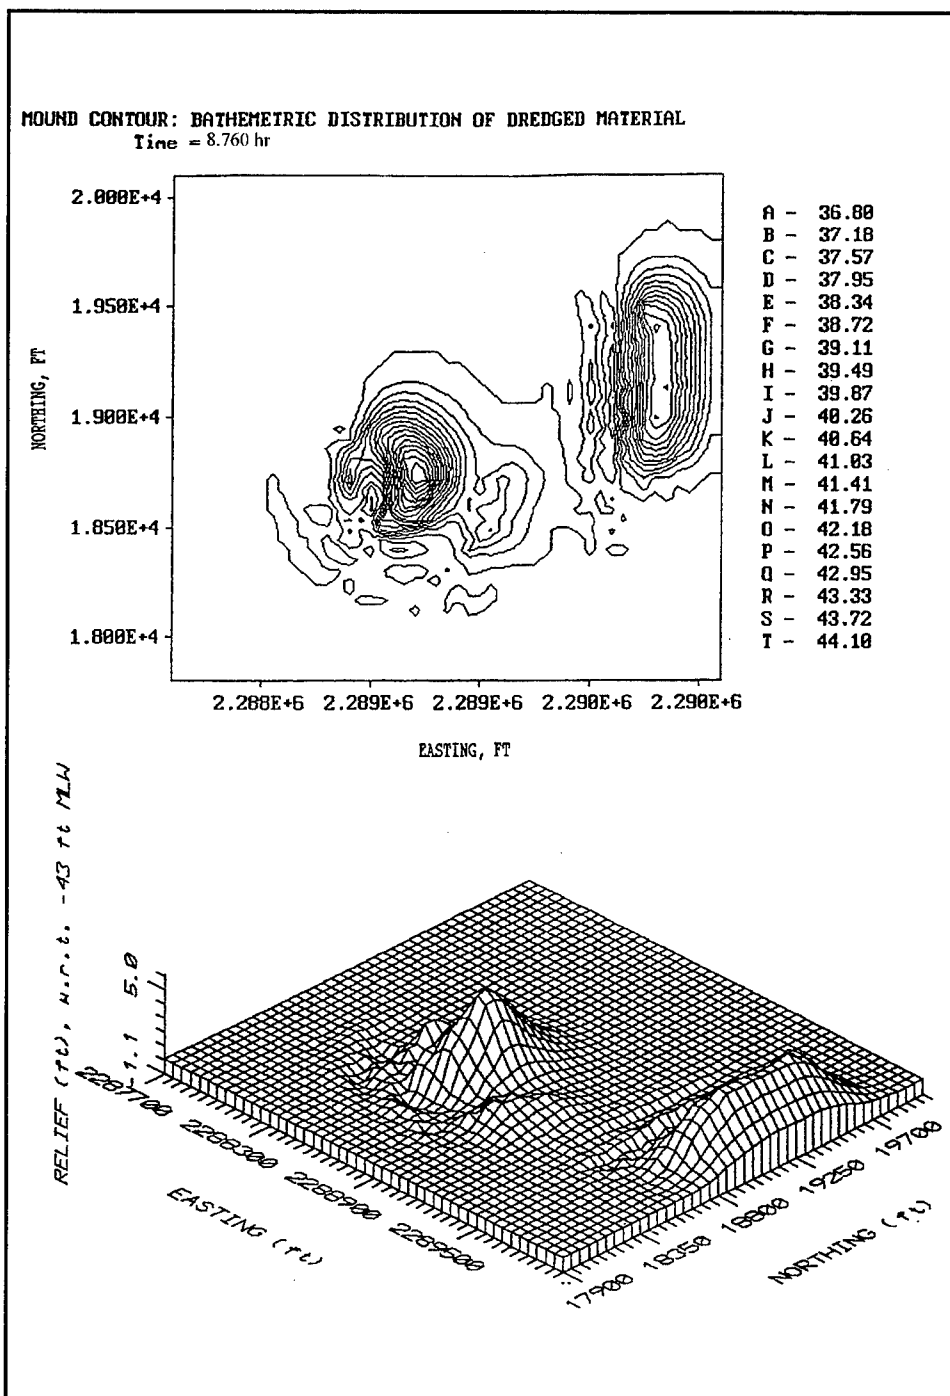 MOUND CONTOUR: BATHEMETRIC DISTRIBUTION OF DREDGED MATERIAL
Time = 8.760 hr
2.000E+4
1.950E+4
1.900E+4
1.850E+4
1.800E+4
NORTHING, FT
A - 36.80
B - 37.18
C - 37.57
D - 37.95
E - 38.34
F - 38.72
G - 39.11
H - 39.49
I - 39.87
J - 40.26
K - 40.64
L - 41.03
M - 41.41
N - 41.79
O - 42.18
P - 42.56
Q - 42.95
R - 43.33
S - 43.72
T - 44.10
2.288E+6 2.289E+6 2.289E+6 2.290E+6 2.290E+6
EASTING, FT
RELIEF (ft), w.r.t. -43 ft MLW
5.0
-1.1
2287700 2288300 2288900 2289500
EASTING (ft)
17900 18350 18800 19250 19700
NORTHING (ft)